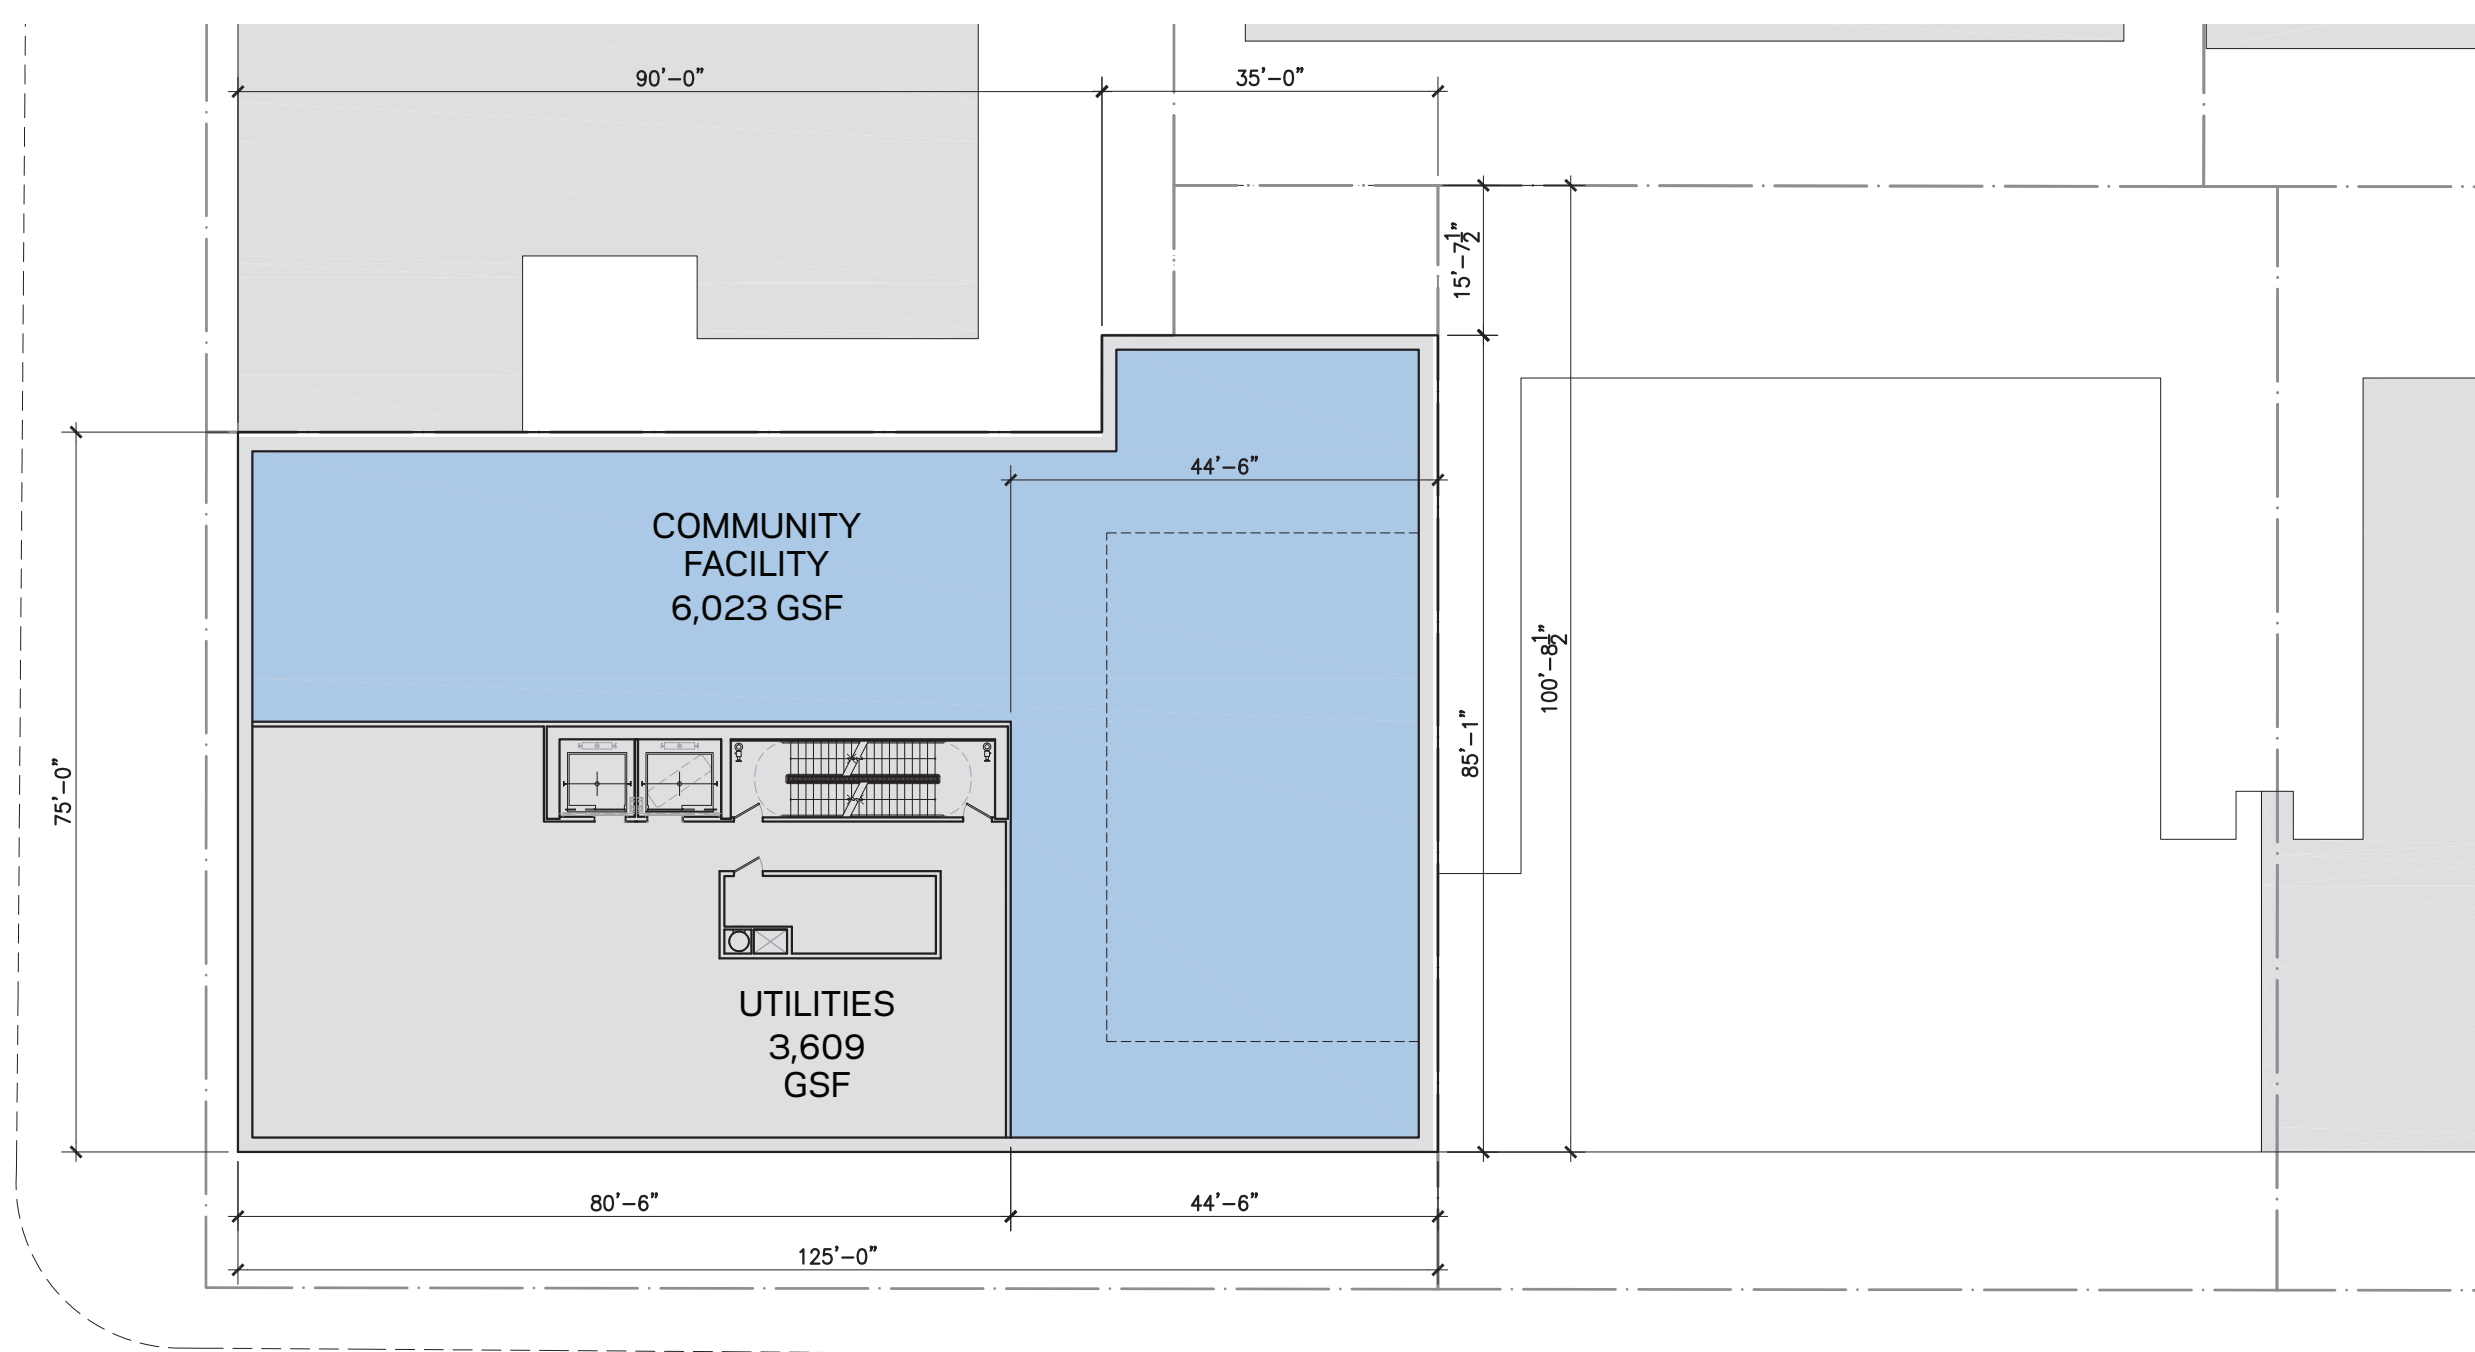 90’–0”
35’–0”
15’–7½”
44’–6”
COMMUNITY
FACILITY
6,023 GSF
100’–8½”
85’–1”
75’–0”
UTILITIES
3,609
GSF
80’–6”
44’–6”
125’–0”